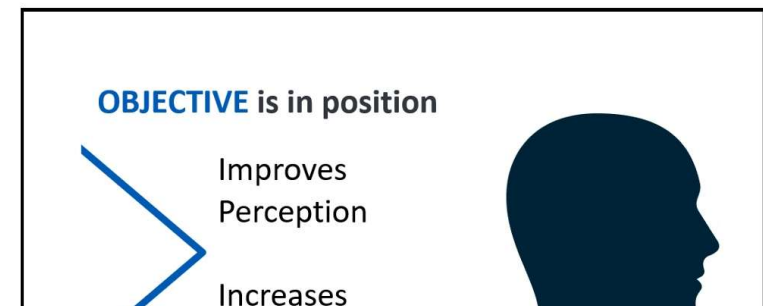 OBJECTIVE is in position
Improves
Perception
Increases